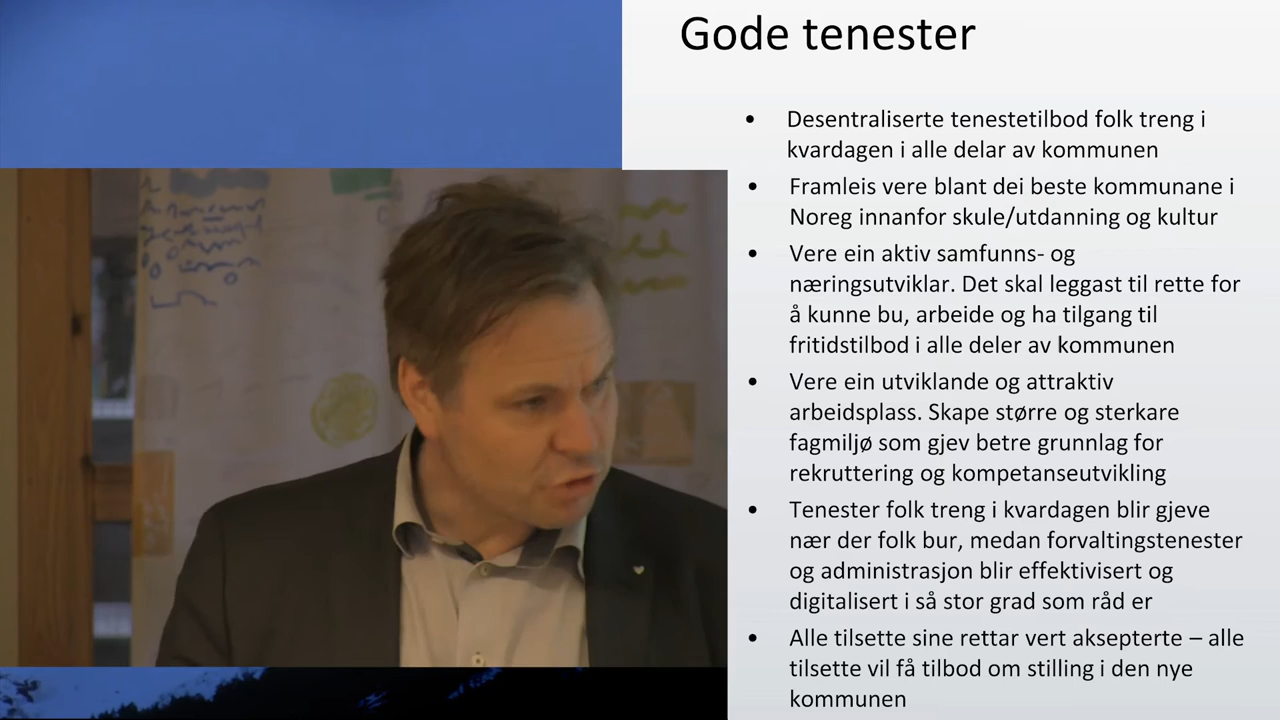 Gode tenester
• Desentraliserte tenestetilbod folk treng i
kvardagen i alle delar av kommunen
• Framleis vere blant dei beste kommunane i
Noreg innanfor skule/utdanning og kultur
• Vere ein aktiv samfunns- og
næringsutviklar. Det skal leggast til rette for
å kunne bu, arbeide og ha tilgang til
fritidstilbod i alle deler av kommunen
• Vere ein utviklande og attraktiv
arbeidsplass. Skape større og sterkare
fagmiljø som gjev betre grunnlag for
rekruttering og kompetanseutvikling
• Tenester folk treng i kvardagen blir gjeve
nær der folk bur, medan forvaltingstenester
og administrasjon blir effektivisert og
digitalisert i så stor grad som råd er
• Alle tilsette sine rettar vert aksepterte – alle
tilsette vil få tilbod om stilling i den nye
kommunen